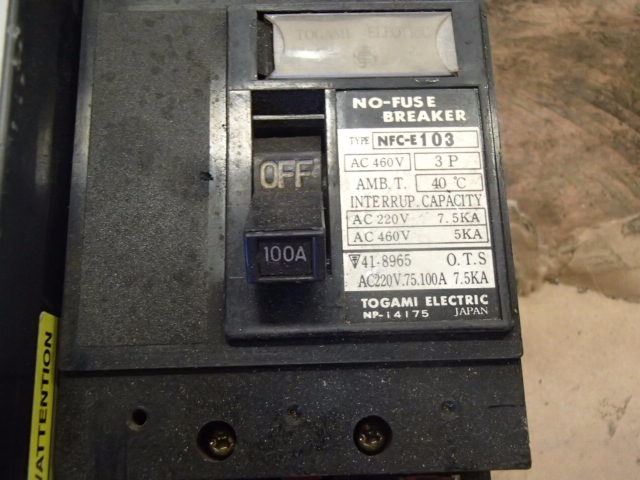 TOGAMI ELECTRIC
NO-FUSE
BREAKER
TYPE NFC-E103
AC 460V 3P
AMB.T. 40 °C
INTERRUP. CAPACITY
AC 220V 7.5KA
AC 460V 5KA
41-8965 O.T.S
AC220V.75.100A 7.5KA
TOGAMI ELECTRIC
NP-14175 JAPAN
OFF
100A
ATTENTION